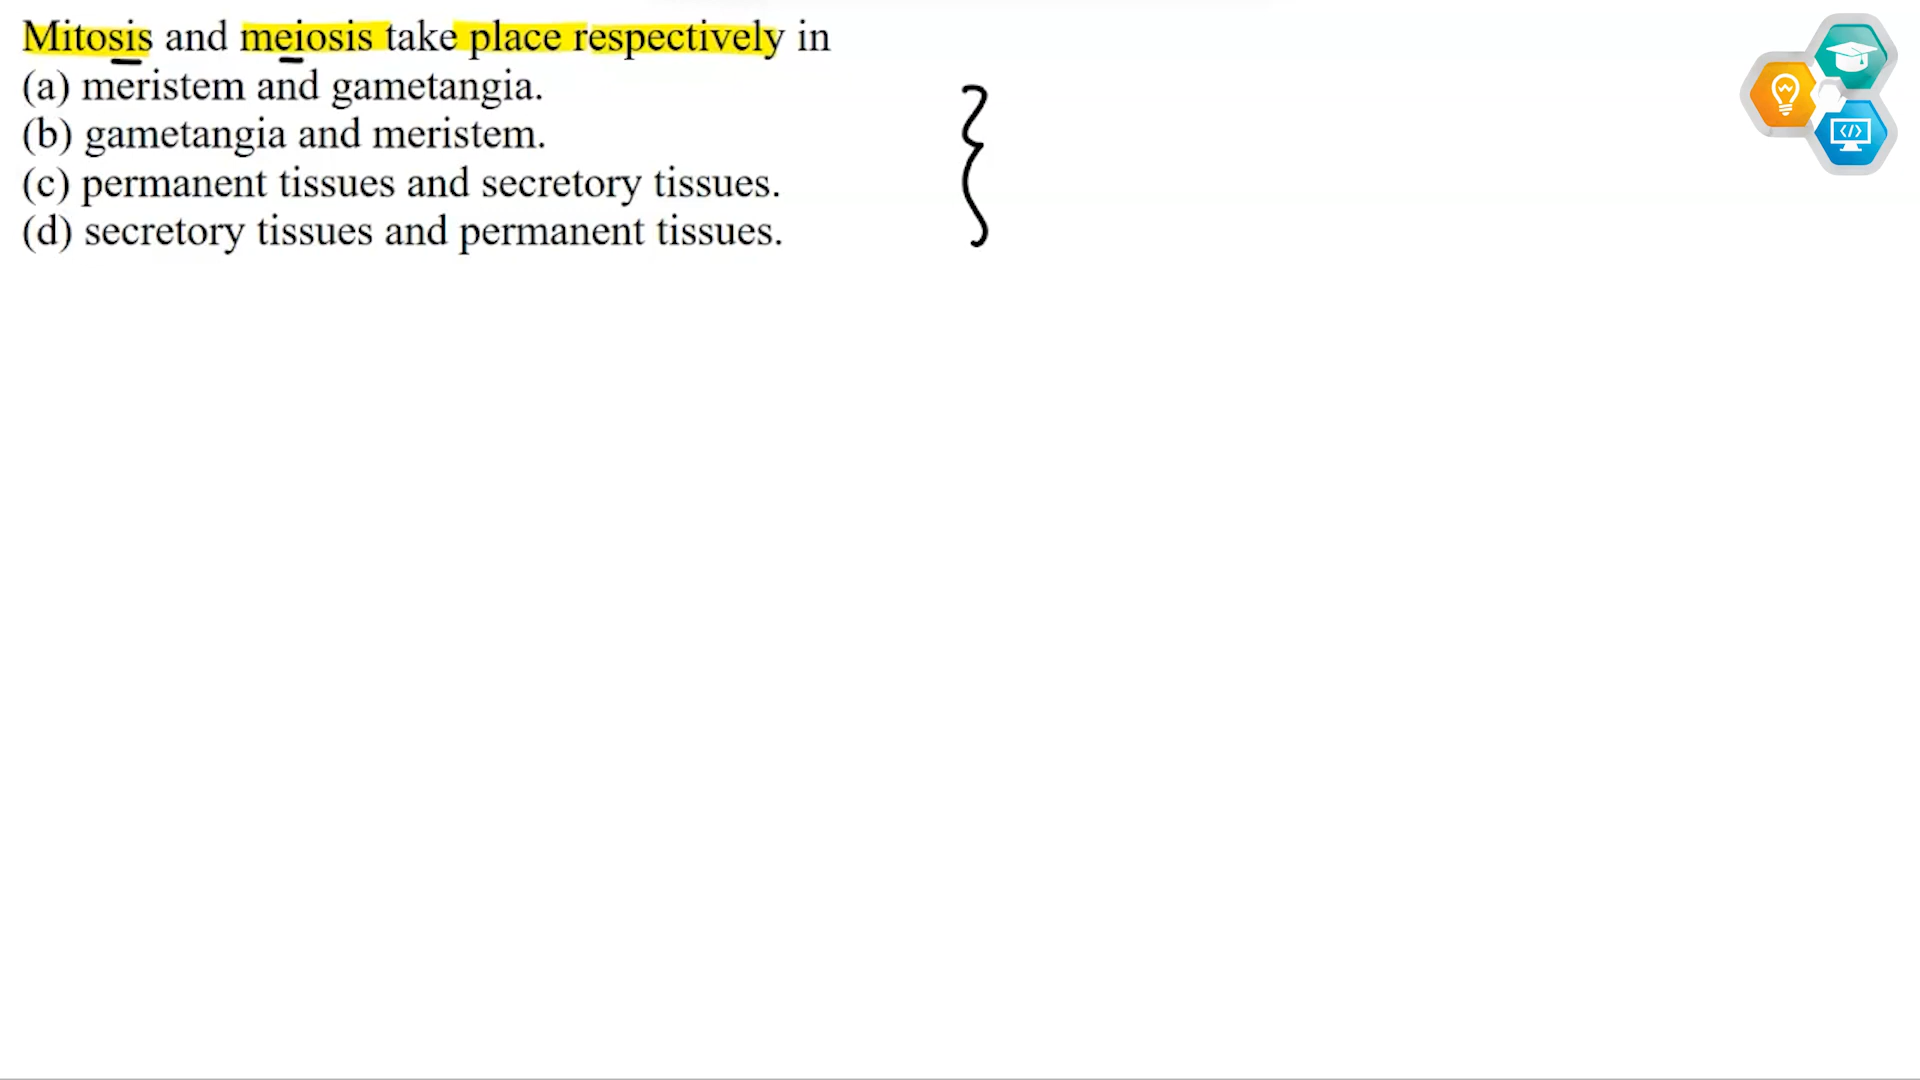 Mitosis and meiosis take place respectively in
(a) meristem and gametangia.
(b) gametangia and meristem.
(c) permanent tissues and secretory tissues.
(d) secretory tissues and permanent tissues.